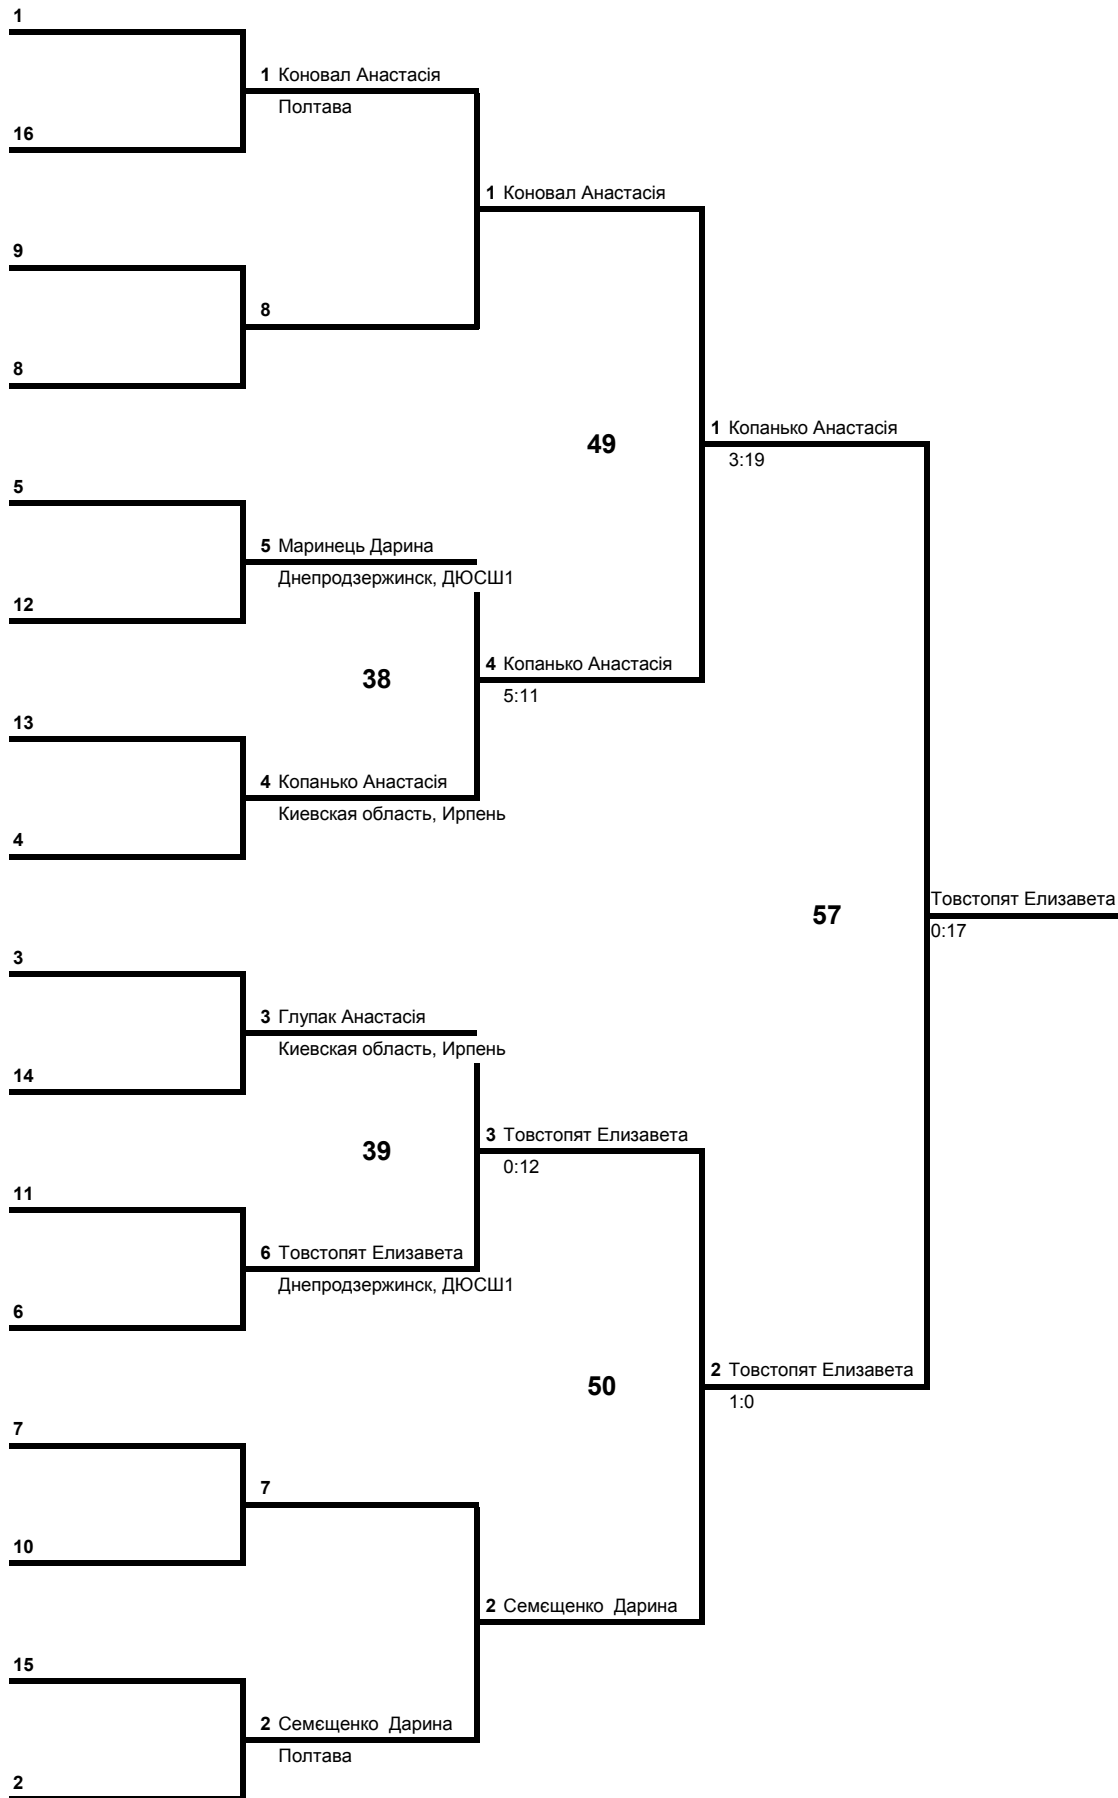 1
1 Коновал Анастасія
Полтава
16
1 Коновал Анастасія
9
8
8
49
1 Копанько Анастасія
3:19
5
5 Маринець Дарина
Днепродзержинск, ДЮСШ1
12
38
4 Копанько Анастасія
5:11
13
4 Копанько Анастасія
Киевская область, Ирпень
4
57
Товстопят Елизавета
0:17
3
3 Глупак Анастасія
Киевская область, Ирпень
14
39
3 Товстопят Елизавета
0:12
11
6 Товстопят Елизавета
Днепродзержинск, ДЮСШ1
6
50
2 Товстопят Елизавета
1:0
7
7
10
2 Семєщенко  Дарина
15
2 Семєщенко  Дарина
Полтава
2